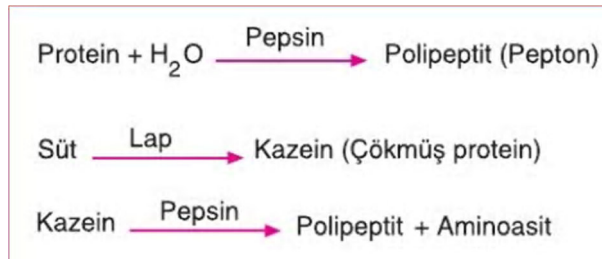 Protein + H₂O Pepsin Polipeptit (Pepton)
Süt Lap Kazein (Çökmüş protein)
Kazein Pepsin Polipeptit + Aminoasit